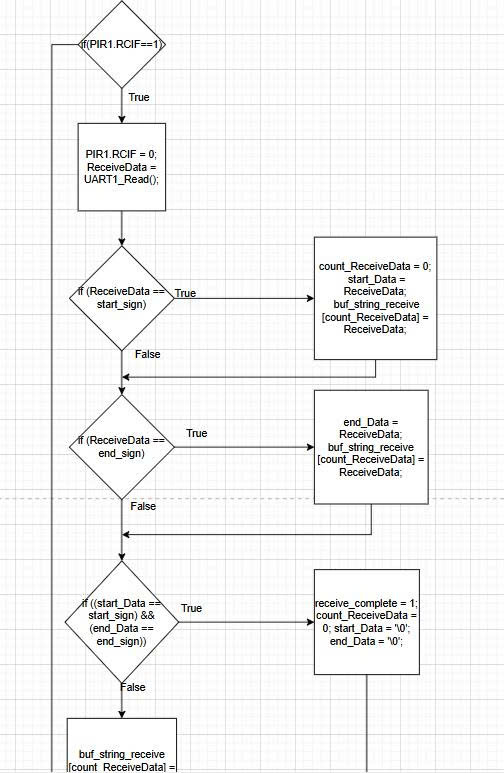 if(PIR1.RCIF==1)
True
PIR1.RCIF = 0;
ReceiveData =
UART1_Read();
if (ReceiveData ==
start_sign)
True
count_ReceiveData = 0;
start_Data =
ReceiveData;
buf_string_receive
[count_ReceiveData] =
ReceiveData;
False
if (ReceiveData ==
end_sign)
True
end_Data =
ReceiveData;
buf_string_receive
[count_ReceiveData] =
ReceiveData;
False
if ((start_Data ==
start_sign) &&
(end_Data ==
end_sign))
True
receive_complete = 1;
count_ReceiveData =
0; start_Data = '\0';
end_Data = '\0';
False
buf_string_receive
[count_ReceiveData] =